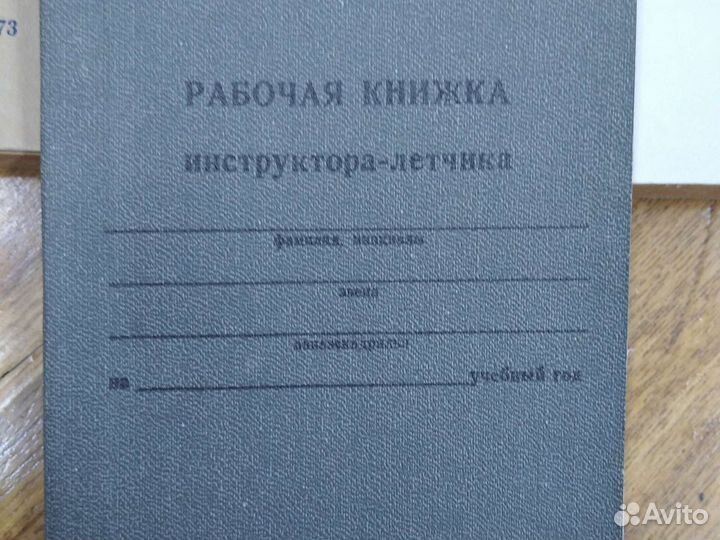 73
РАБОЧАЯ КНИЖКА
инструктора-летчика
фамилия, инициалы
звена
авиаэскадрильи
на учебный год
Avito